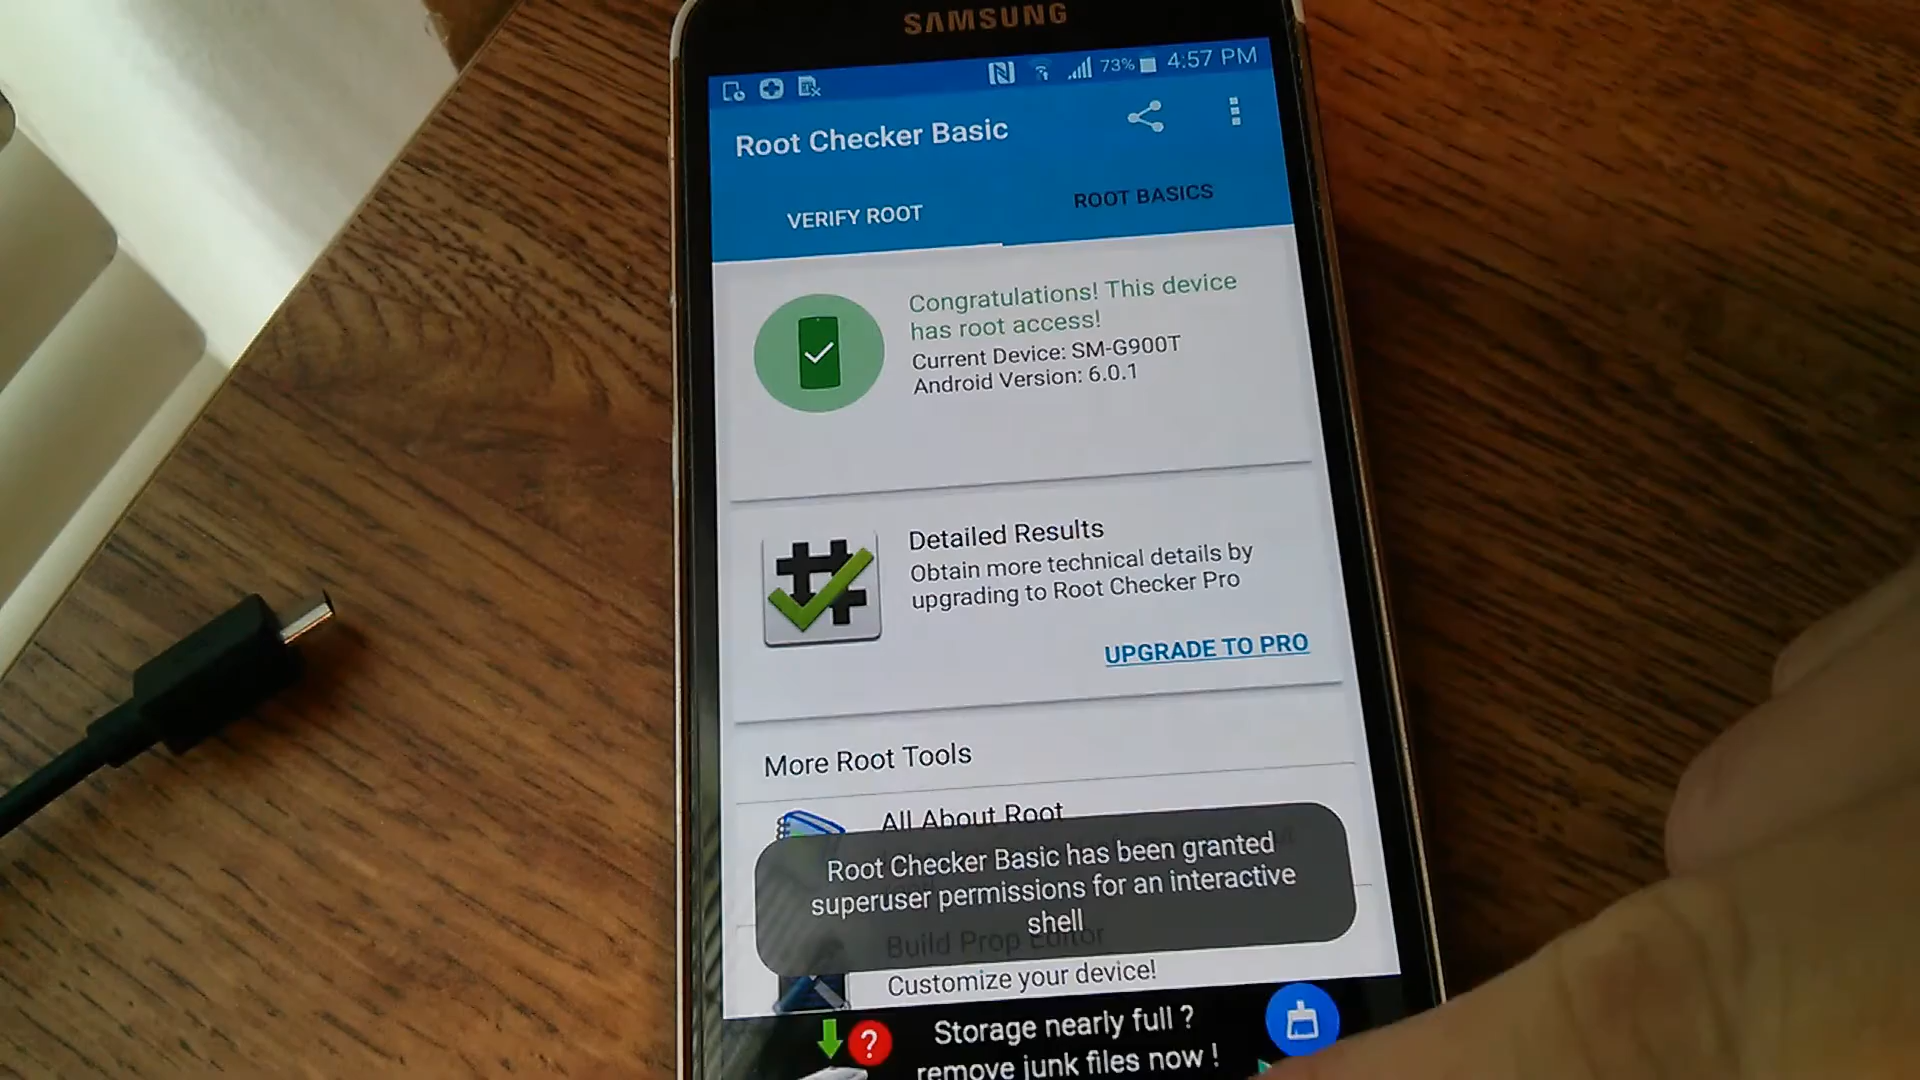 SAMSUNG
73% 4:57 PM
Root Checker Basic
VERIFY ROOT
ROOT BASICS
Congratulations! This device
has root access!
Current Device: SM-G900T
Android Version: 6.0.1
Detailed Results
Obtain more technical details by
upgrading to Root Checker Pro
UPGRADE TO PRO
More Root Tools
All About Root
Root Checker Basic has been granted
superuser permissions for an interactive
shell
Build Prop Editor
Customize your device!
Storage nearly full ?
remove junk files now !